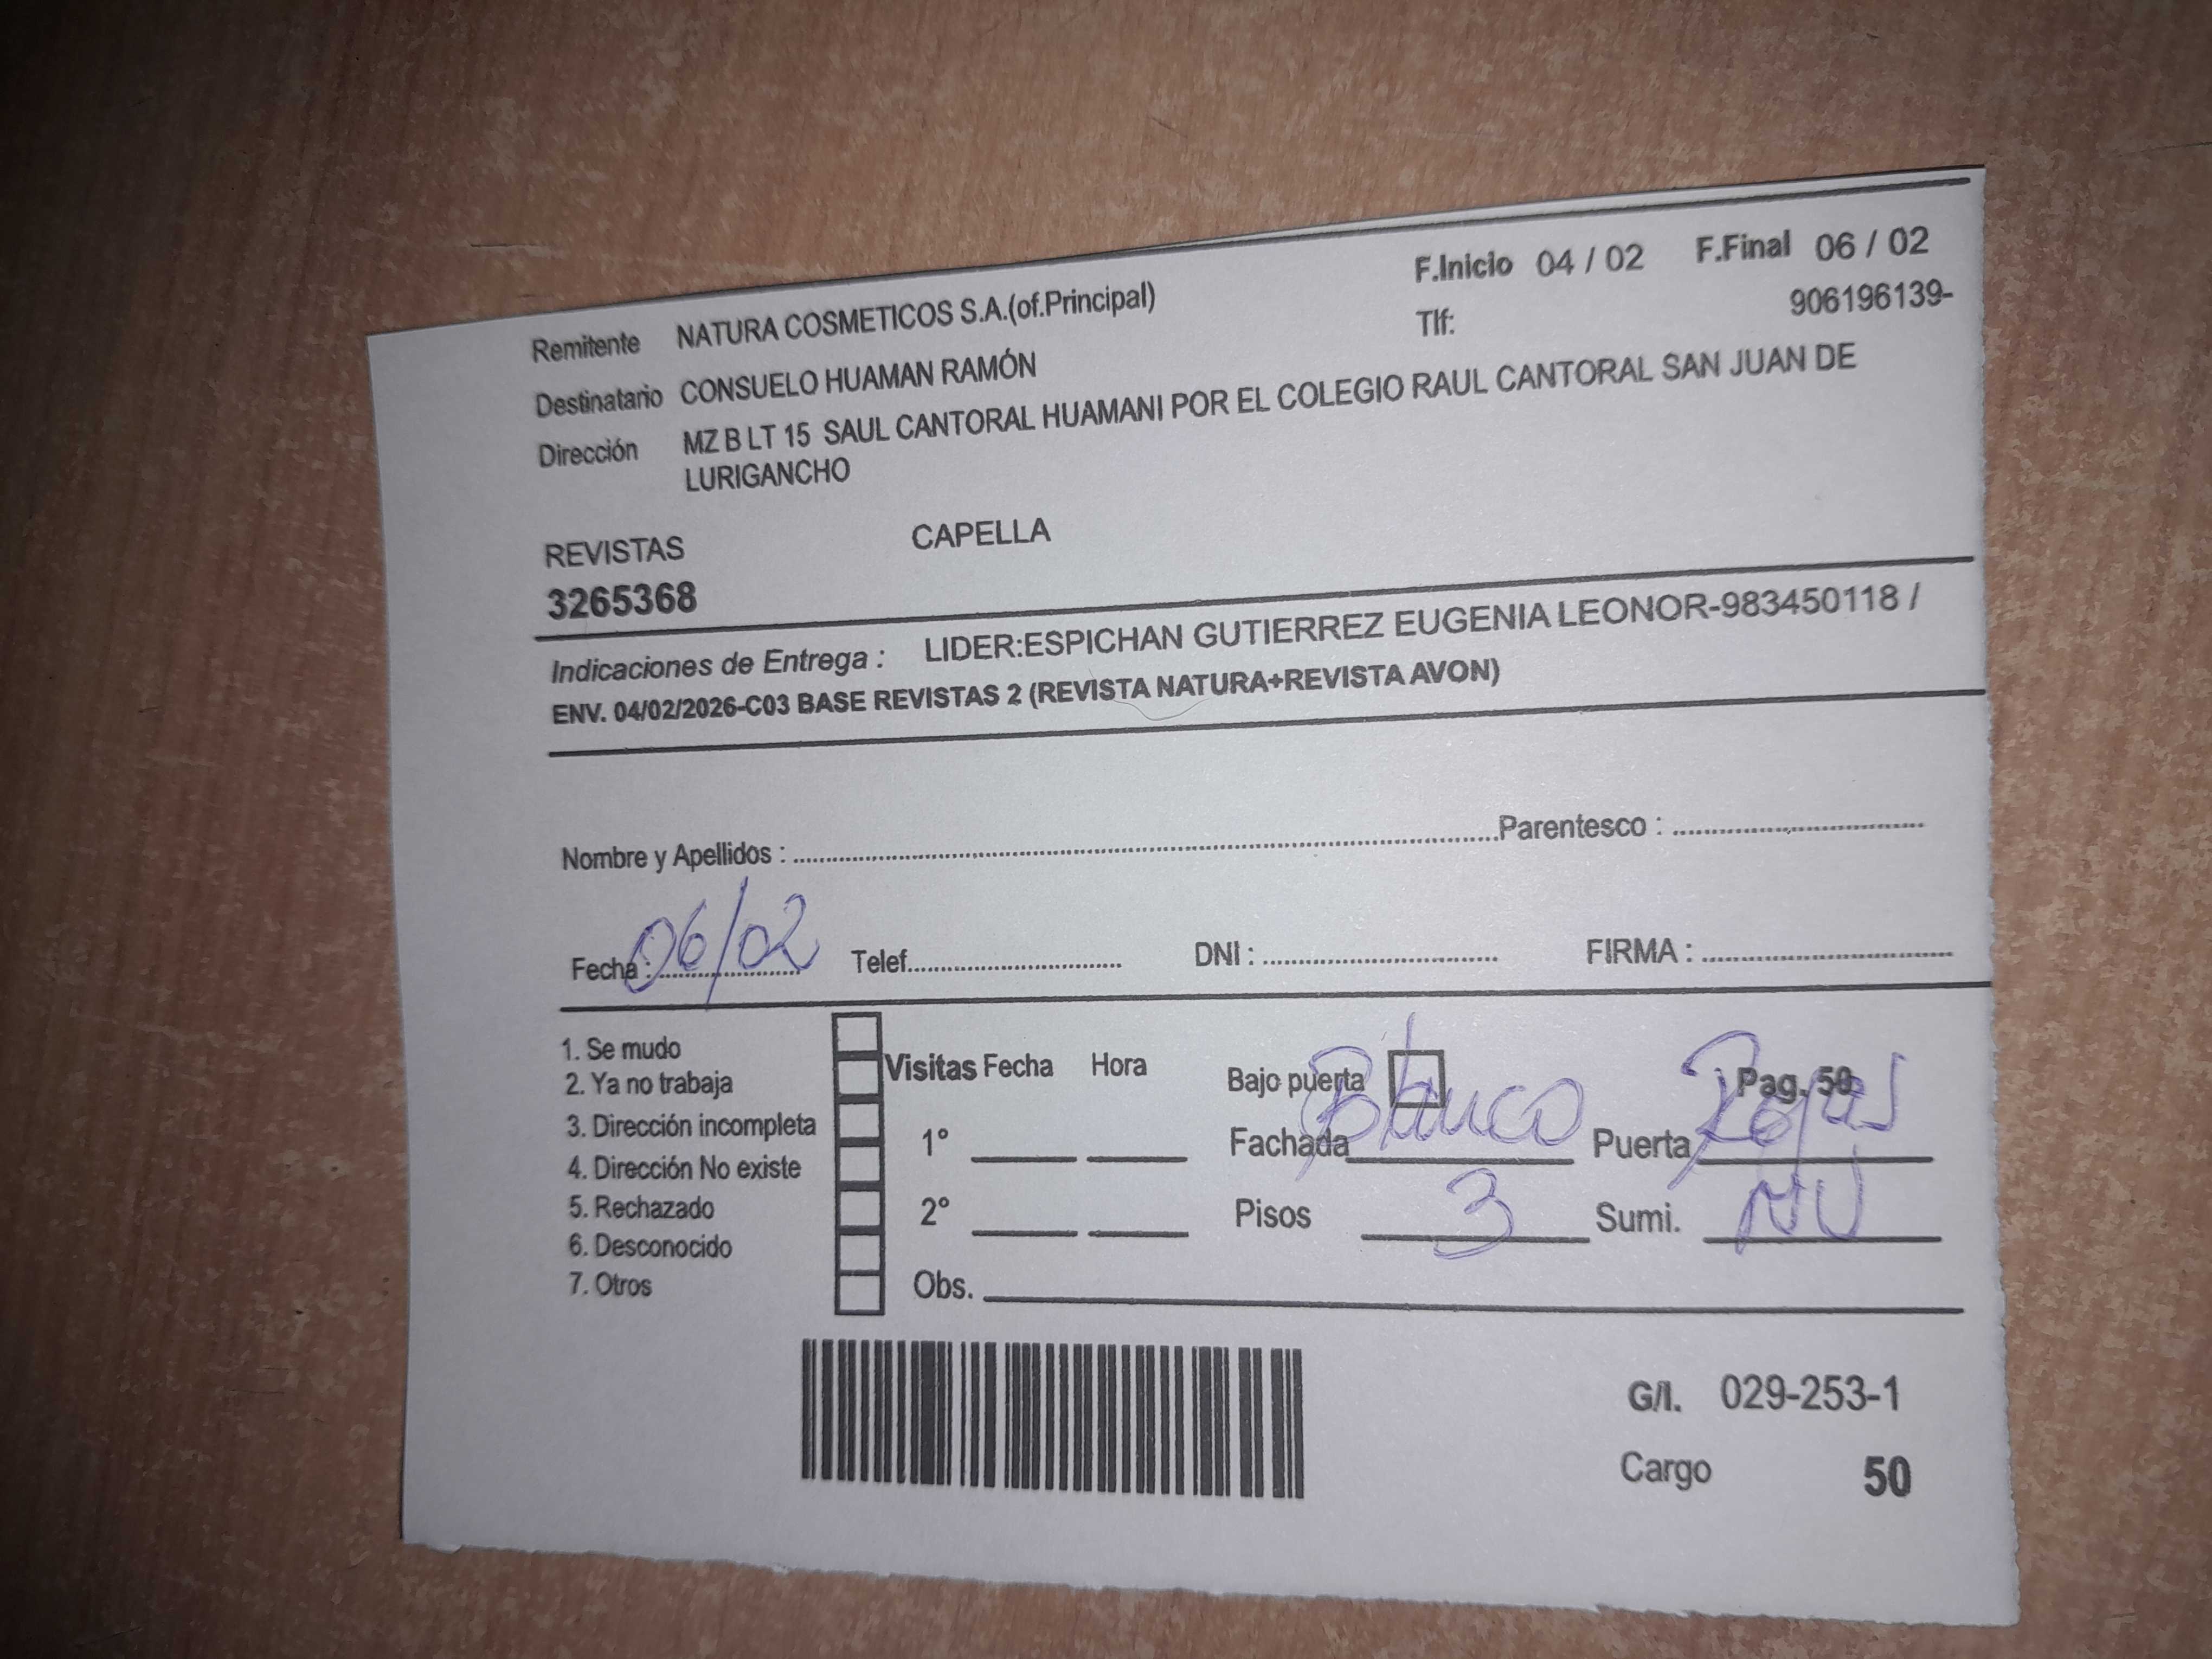 F.Inicio 04 / 02 F.Final 06 / 02
Remitente NATURA COSMETICOS S.A.(of.Principal) Tlf: 906196139-
Destinatario CONSUELO HUAMAN RAMÓN
Dirección MZ B LT 15 SAUL CANTORAL HUAMANI POR EL COLEGIO RAUL CANTORAL SAN JUAN DE
LURIGANCHO
REVISTAS CAPELLA
3265368
Indicaciones de Entrega : LIDER:ESPICHAN GUTIERREZ EUGENIA LEONOR-983450118 /
ENV. 04/02/2026-C03 BASE REVISTAS 2 (REVISTA NATURA+REVISTA AVON)
Nombre y Apellidos : Parentesco :
Fecha : 06/02 Telef. DNI : FIRMA :
1. Se mudo
2. Ya no trabaja
3. Dirección incompleta
4. Dirección No existe
5. Rechazado
6. Desconocido
7. Otros
Visitas Fecha Hora
1°
2°
Obs.
Bajo puerta Pag. 50
Fachada Blanco Puerta
Pisos 3 Sumi.
G/I. 029-253-1
Cargo 50